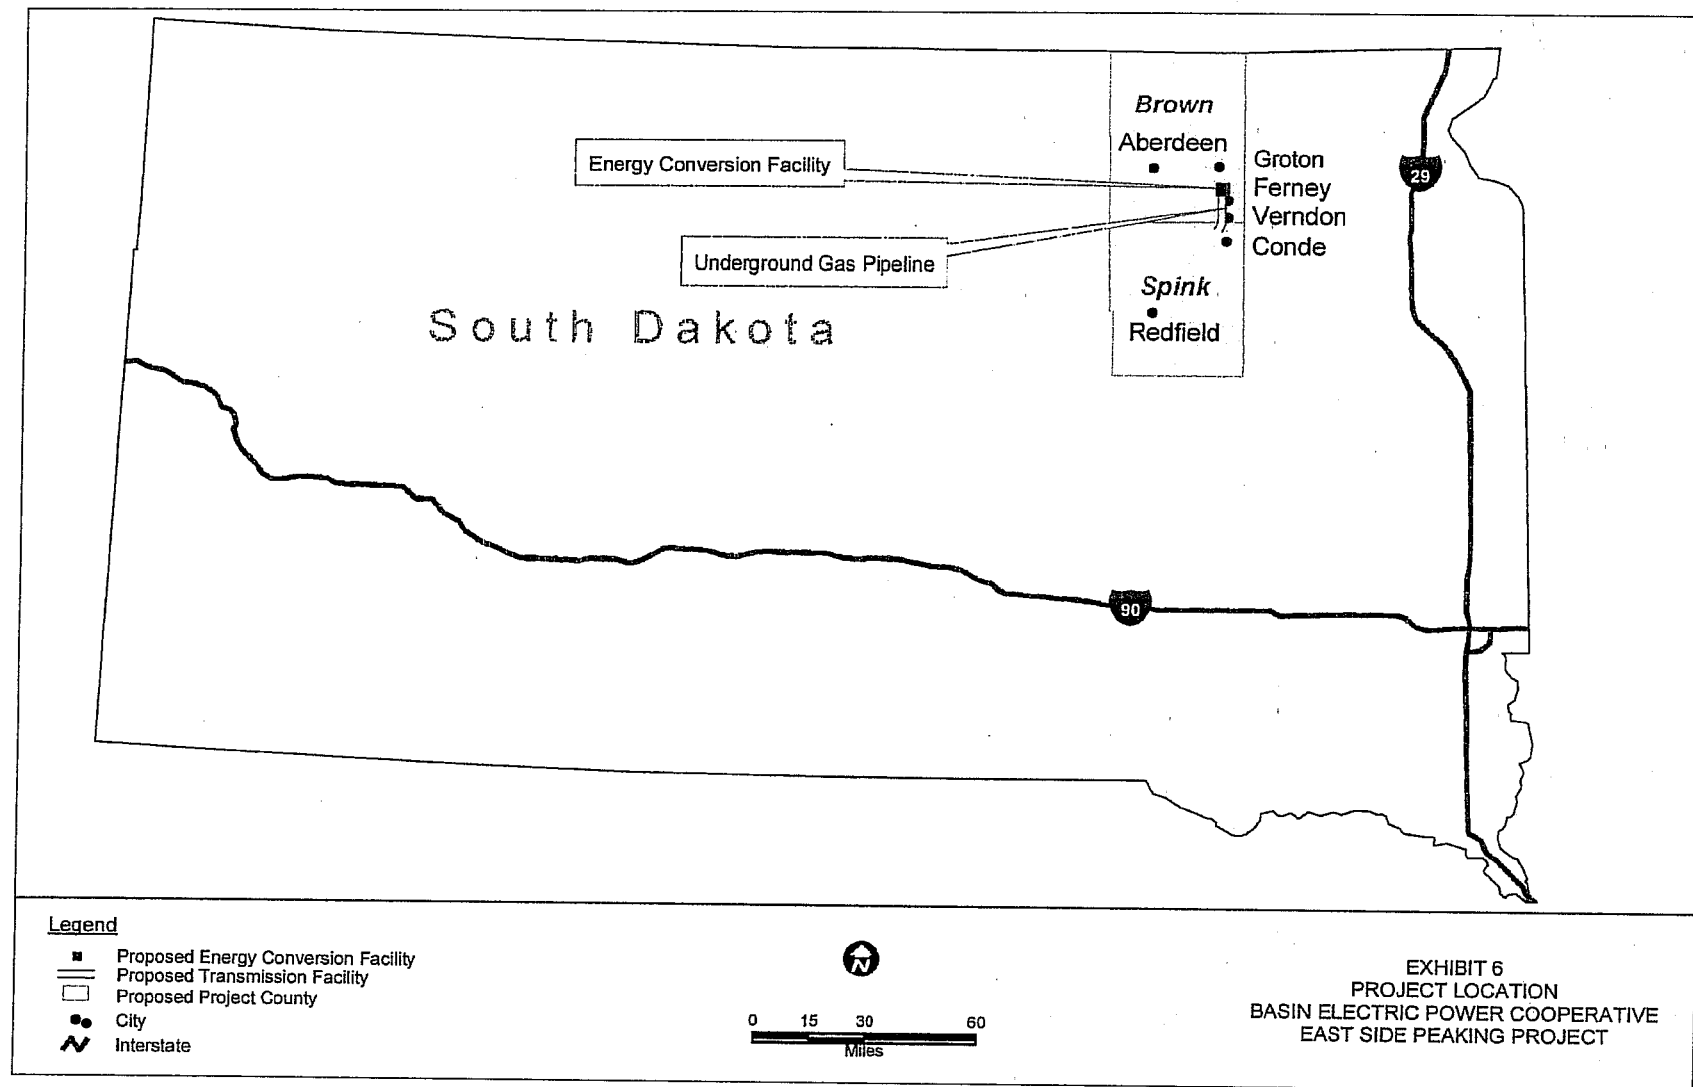 Brown
Aberdeen
Energy Conversion Facility
Groton
29
Ferney
Verndon
Conde
Underground Gas Pipeline
Spink
South Dakota
Redfield
90
Legend
Proposed Energy Conversion Facility
Proposed Transmission Facility
Proposed Project County
City
Interstate
N
0 15 30 60
Miles
EXHIBIT 6
PROJECT LOCATION
BASIN ELECTRIC POWER COOPERATIVE
EAST SIDE PEAKING PROJECT